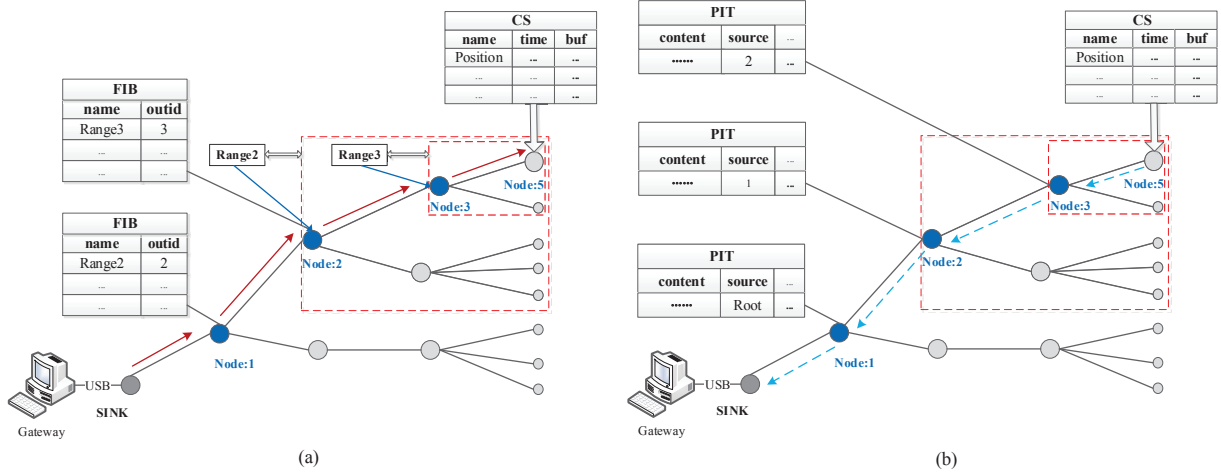 CS
name time buf
Position ... ...
... ... ...
... ... ...
FIB
name outid
Range3 3
... ...
... ...
Range2
Range3
Node:5
Node:3
FIB
name outid
Range2 2
... ...
... ...
Node:2
Node:1
USB
SINK
Gateway
(a)
PIT
content source ...
...... 2 ...
CS
name time buf
Position ... ...
... ... ...
... ... ...
PIT
content source ...
...... 1 ...
Node:5
Node:3
PIT
content source ...
...... Root ...
Node:2
Node:1
USB
SINK
Gateway
(b)